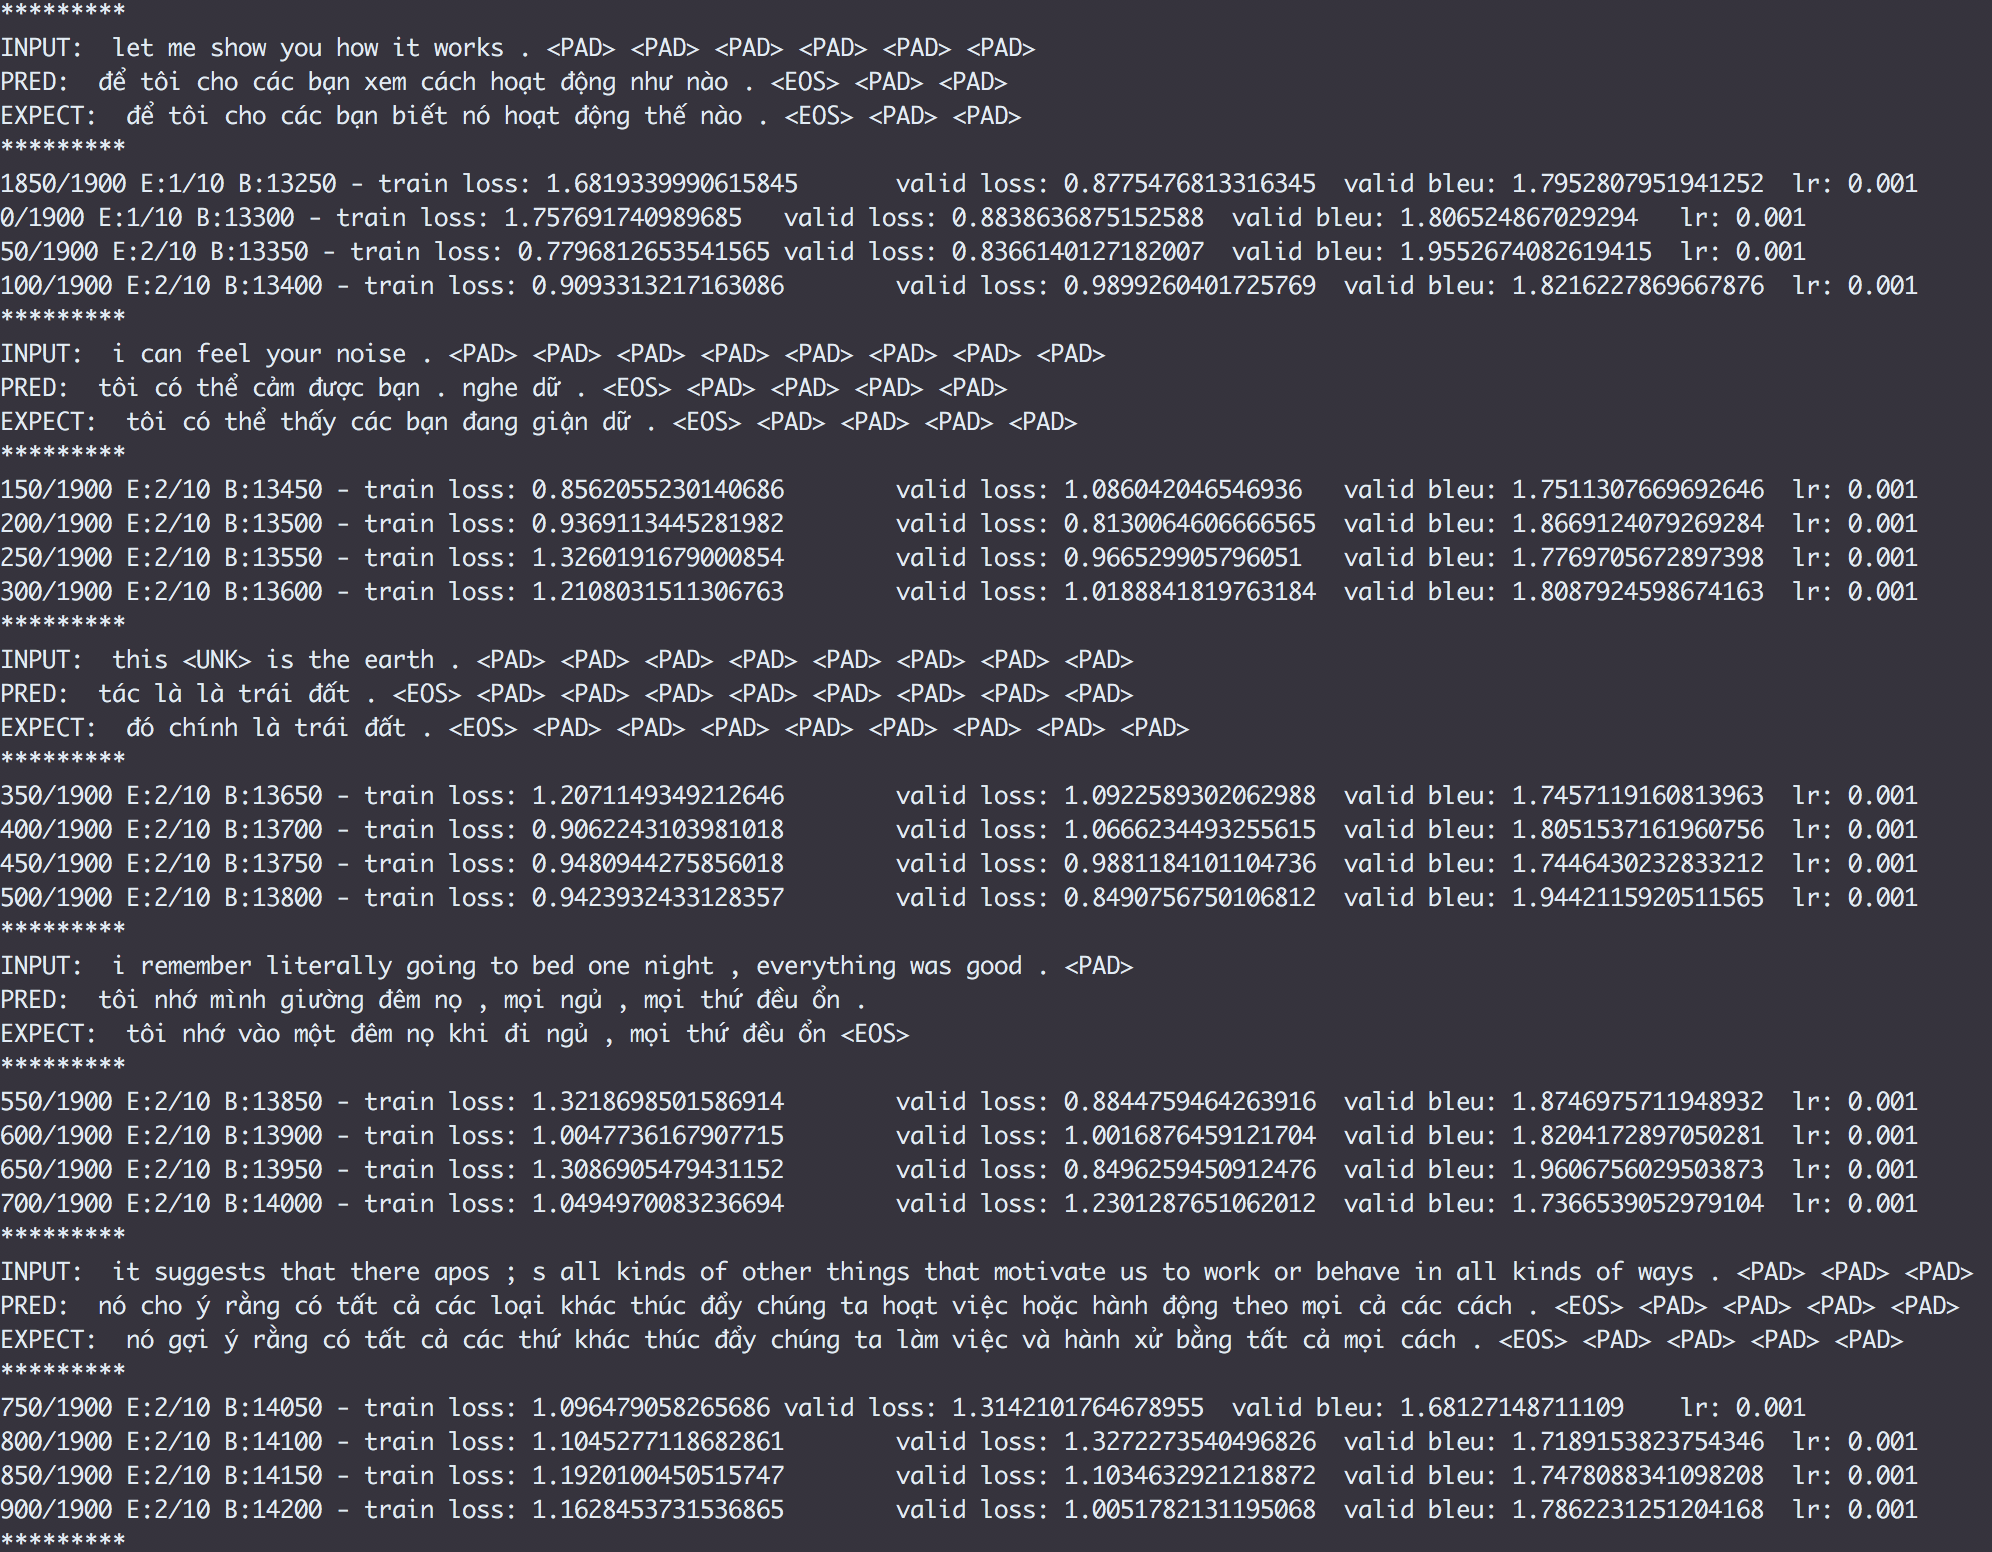 *********
INPUT:  let me show you how it works . <PAD> <PAD> <PAD> <PAD> <PAD> <PAD>
PRED:  để tôi cho các bạn xem cách hoạt động như nào . <EOS> <PAD> <PAD>
EXPECT:  để tôi cho các bạn biết nó hoạt động thế nào . <EOS> <PAD> <PAD>
*********
1850/1900 E:1/10 B:13250 - train loss: 1.6819339990615845 valid loss: 0.8775476813316345 valid bleu: 1.7952807951941252 lr: 0.001
0/1900 E:1/10 B:13300 - train loss: 1.757691740989685 valid loss: 0.8838636875152588 valid bleu: 1.806524867029294 lr: 0.001
50/1900 E:2/10 B:13350 - train loss: 0.7796812653541565 valid loss: 0.8366140127182007 valid bleu: 1.9552674082619415 lr: 0.001
100/1900 E:2/10 B:13400 - train loss: 0.9093313217163086 valid loss: 0.9899260401725769 valid bleu: 1.8216227869667876 lr: 0.001
*********
INPUT:  i can feel your noise . <PAD> <PAD> <PAD> <PAD> <PAD> <PAD> <PAD> <PAD>
PRED:  tôi có thể cảm được bạn . nghe dữ . <EOS> <PAD> <PAD> <PAD> <PAD>
EXPECT:  tôi có thể thấy các bạn đang giận dữ . <EOS> <PAD> <PAD> <PAD> <PAD>
*********
150/1900 E:2/10 B:13450 - train loss: 0.8562055230140686 valid loss: 1.086042046546936 valid bleu: 1.7511307669692646 lr: 0.001
200/1900 E:2/10 B:13500 - train loss: 0.9369113445281982 valid loss: 0.8130064606666565 valid bleu: 1.8669124079269284 lr: 0.001
250/1900 E:2/10 B:13550 - train loss: 1.3260191679000854 valid loss: 0.966529905796051 valid bleu: 1.7769705672897398 lr: 0.001
300/1900 E:2/10 B:13600 - train loss: 1.2108031511306763 valid loss: 1.0188841819763184 valid bleu: 1.8087924598674163 lr: 0.001
*********
INPUT:  this <UNK> is the earth . <PAD> <PAD> <PAD> <PAD> <PAD> <PAD> <PAD> <PAD>
PRED:  tác là là trái đất . <EOS> <PAD> <PAD> <PAD> <PAD> <PAD> <PAD> <PAD> <PAD>
EXPECT:  đó chính là trái đất . <EOS> <PAD> <PAD> <PAD> <PAD> <PAD> <PAD> <PAD> <PAD>
*********
350/1900 E:2/10 B:13650 - train loss: 1.2071149349212646 valid loss: 1.0922589302062988 valid bleu: 1.7457119160813963 lr: 0.001
400/1900 E:2/10 B:13700 - train loss: 0.9062243103981018 valid loss: 1.0666234493255615 valid bleu: 1.8051537161960756 lr: 0.001
450/1900 E:2/10 B:13750 - train loss: 0.9480944275856018 valid loss: 0.9881184101104736 valid bleu: 1.7446430232833212 lr: 0.001
500/1900 E:2/10 B:13800 - train loss: 0.9423932433128357 valid loss: 0.8490756750106812 valid bleu: 1.9442115920511565 lr: 0.001
*********
INPUT:  i remember literally going to bed one night , everything was good . <PAD>
PRED:  tôi nhớ mình giường đêm nọ , mọi ngủ , mọi thứ đều ổn .
EXPECT:  tôi nhớ vào một đêm nọ khi đi ngủ , mọi thứ đều ổn <EOS>
*********
550/1900 E:2/10 B:13850 - train loss: 1.3218698501586914 valid loss: 0.8844759464263916 valid bleu: 1.8746975711948932 lr: 0.001
600/1900 E:2/10 B:13900 - train loss: 1.0047736167907715 valid loss: 1.0016876459121704 valid bleu: 1.8204172897050281 lr: 0.001
650/1900 E:2/10 B:13950 - train loss: 1.3086905479431152 valid loss: 0.8496259450912476 valid bleu: 1.9606756029503873 lr: 0.001
700/1900 E:2/10 B:14000 - train loss: 1.0494970083236694 valid loss: 1.2301287651062012 valid bleu: 1.7366539052979104 lr: 0.001
*********
INPUT:  it suggests that there apos ; s all kinds of other things that motivate us to work or behave in all kinds of ways . <PAD> <PAD> <PAD>
PRED:  nó cho ý rằng có tất cả các loại khác thúc đẩy chúng ta hoạt việc hoặc hành động theo mọi cả các cách . <EOS> <PAD> <PAD> <PAD> <PAD>
EXPECT:  nó gợi ý rằng có tất cả các thứ khác thúc đẩy chúng ta làm việc và hành xử bằng tất cả mọi cách . <EOS> <PAD> <PAD> <PAD> <PAD>
*********
750/1900 E:2/10 B:14050 - train loss: 1.096479058265686 valid loss: 1.3142101764678955 valid bleu: 1.68127148711109 lr: 0.001
800/1900 E:2/10 B:14100 - train loss: 1.1045277118682861 valid loss: 1.3272273540496826 valid bleu: 1.7189153823754346 lr: 0.001
850/1900 E:2/10 B:14150 - train loss: 1.1920100450515747 valid loss: 1.1034632921218872 valid bleu: 1.7478088341098208 lr: 0.001
900/1900 E:2/10 B:14200 - train loss: 1.1628453731536865 valid loss: 1.0051782131195068 valid bleu: 1.7862231251204168 lr: 0.001
*********